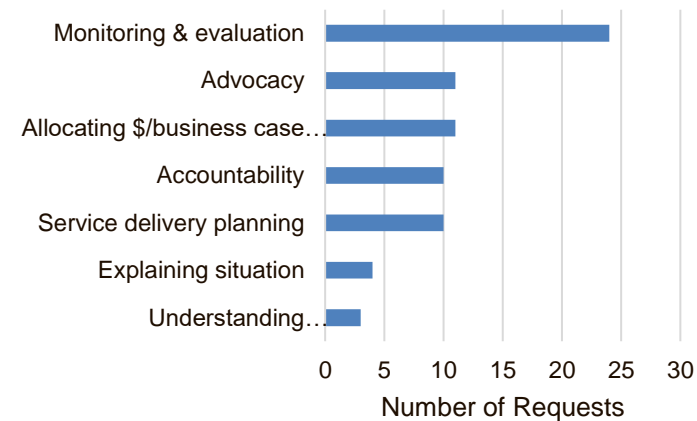 Monitoring & evaluation
Advocacy
Allocating $/business case…
Accountability
Service delivery planning
Explaining situation
Understanding…
0 5 10 15 20 25 30
Number of Requests